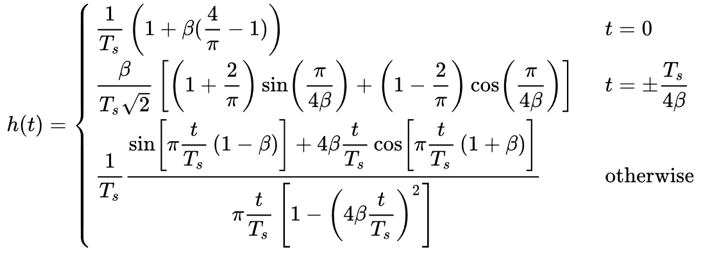 h(t) = { 1/T_s (1 + β(4/π − 1)) t = 0
β/(T_s√2) [(1 + 2/π) sin(π/4β) + (1 − 2/π) cos(π/4β)] t = ±T_s/4β
1/T_s (sin[π t/T_s (1 − β)] + 4β t/T_s cos[π t/T_s (1 + β)]) / (π t/T_s [1 − (4β t/T_s)²]) otherwise